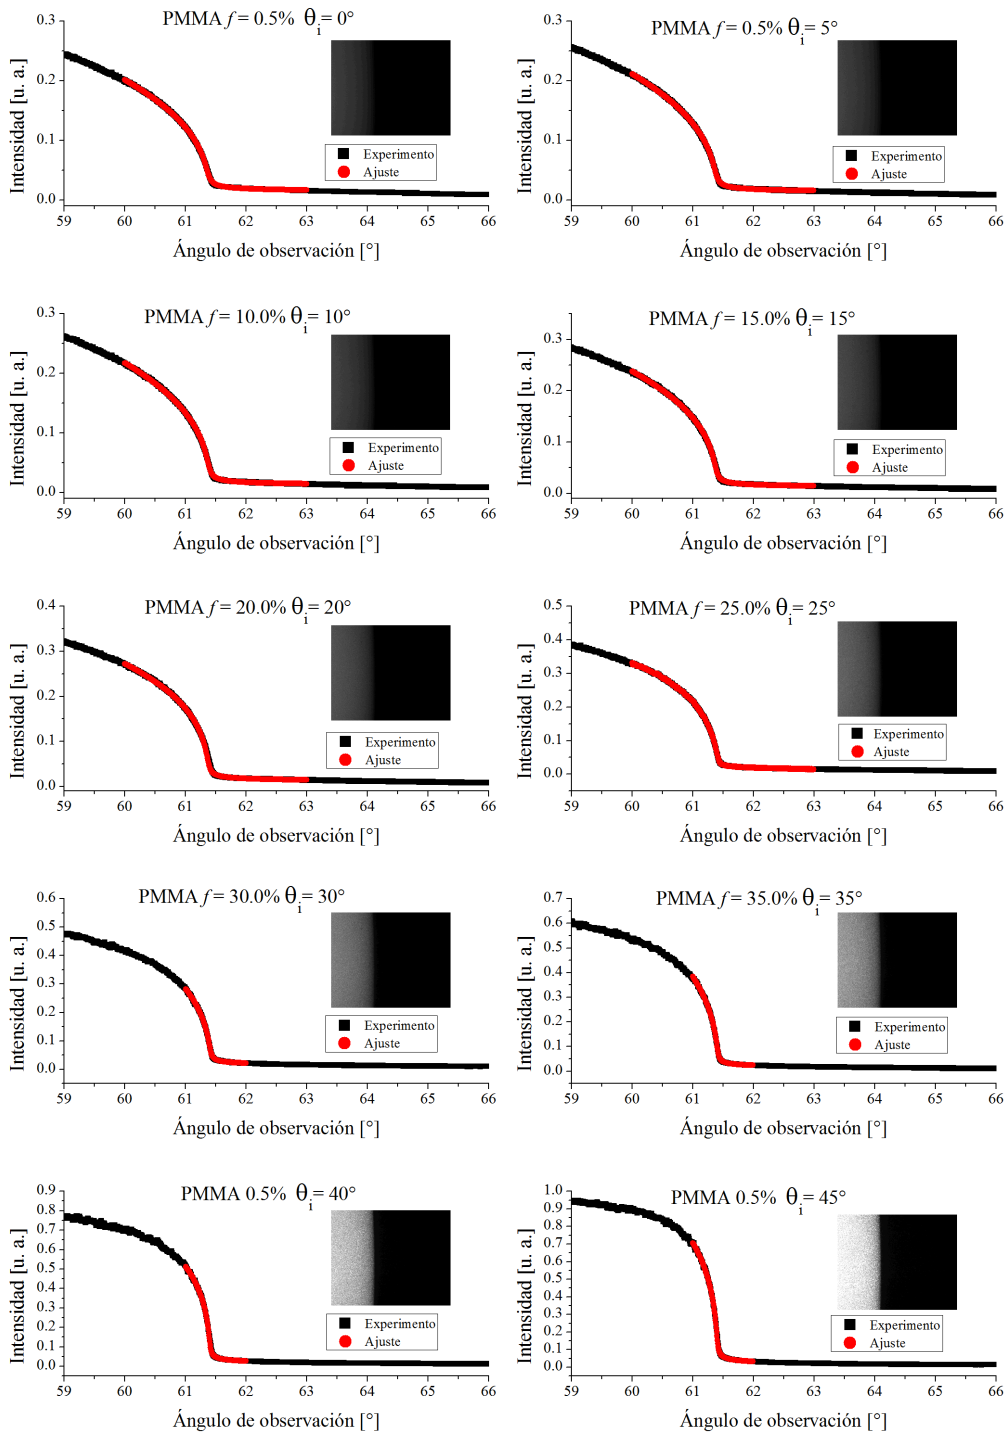 PMMA f = 0.5% θi= 0°
Intensidad [u. a.]
0.3
0.2
0.1
0.0
Experimento
Ajuste
59 60 61 62 63 64 65 66
Ángulo de observación [°]
PMMA f = 0.5% θi= 5°
Intensidad [u. a.]
0.3
0.2
0.1
0.0
Experimento
Ajuste
59 60 61 62 63 64 65 66
Ángulo de observación [°]
PMMA f = 10.0% θi= 10°
Intensidad [u. a.]
0.3
0.2
0.1
0.0
Experimento
Ajuste
59 60 61 62 63 64 65 66
Ángulo de observación [°]
PMMA f = 15.0% θi= 15°
Intensidad [u. a.]
0.3
0.2
0.1
0.0
Experimento
Ajuste
59 60 61 62 63 64 65 66
Ángulo de observación [°]
PMMA f = 20.0% θi= 20°
Intensidad [u. a.]
0.4
0.3
0.2
0.1
0.0
Experimento
Ajuste
59 60 61 62 63 64 65 66
Ángulo de observación [°]
PMMA f = 25.0% θi= 25°
Intensidad [u. a.]
0.5
0.4
0.3
0.2
0.1
0.0
Experimento
Ajuste
59 60 61 62 63 64 65 66
Ángulo de observación [°]
PMMA f = 30.0% θi= 30°
Intensidad [u. a.]
0.6
0.5
0.4
0.3
0.2
0.1
0.0
Experimento
Ajuste
59 60 61 62 63 64 65 66
Ángulo de observación [°]
PMMA f = 35.0% θi= 35°
Intensidad [u. a.]
0.7
0.6
0.5
0.4
0.3
0.2
0.1
0.0
Experimento
Ajuste
59 60 61 62 63 64 65 66
Ángulo de observación [°]
PMMA 0.5% θi= 40°
Intensidad [u. a.]
0.9
0.8
0.7
0.6
0.5
0.4
0.3
0.2
0.1
0.0
Experimento
Ajuste
59 60 61 62 63 64 65 66
Ángulo de observación [°]
PMMA 0.5% θi= 45°
Intensidad [u. a.]
1.0
0.9
0.8
0.7
0.6
0.5
0.4
0.3
0.2
0.1
0.0
Experimento
Ajuste
59 60 61 62 63 64 65 66
Ángulo de observación [°]